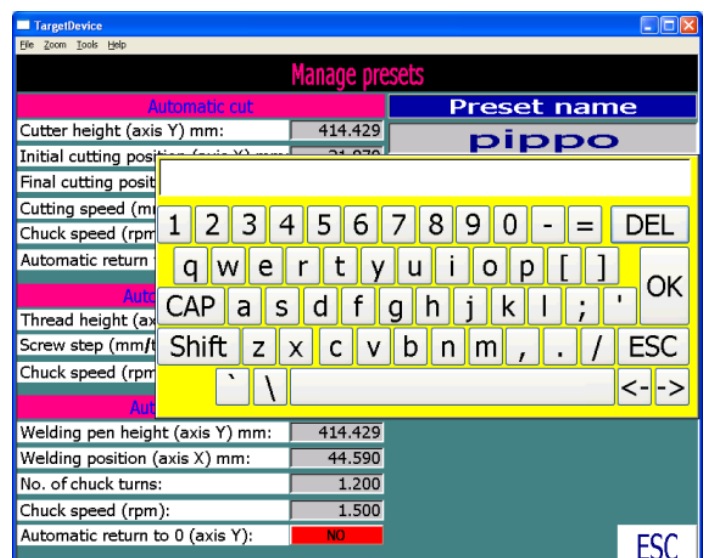 TargetDevice
File Zoom Tools Help
Manage presets
Automatic cut
Preset name
Cutter height (axis Y) mm: 414.429
pippo
Initial cutting position (axis X) mm:
Final cutting posit
Cutting speed (m
Chuck speed (rpm
Automatic return
1 2 3 4 5 6 7 8 9 0 - = DEL
q w e r t y u i o p [ ]
OK
CAP a s d f g h j k l ; '
Shift z x c v b n m , . / ESC
` \ <- ->
Auto
Thread height (ax
Screw step (mm/t
Chuck speed (rpm
Aut
Welding pen height (axis Y) mm: 414.429
Welding position (axis X) mm: 44.590
No. of chuck turns: 1.200
Chuck speed (rpm): 1.500
Automatic return to 0 (axis Y): NO
ESC